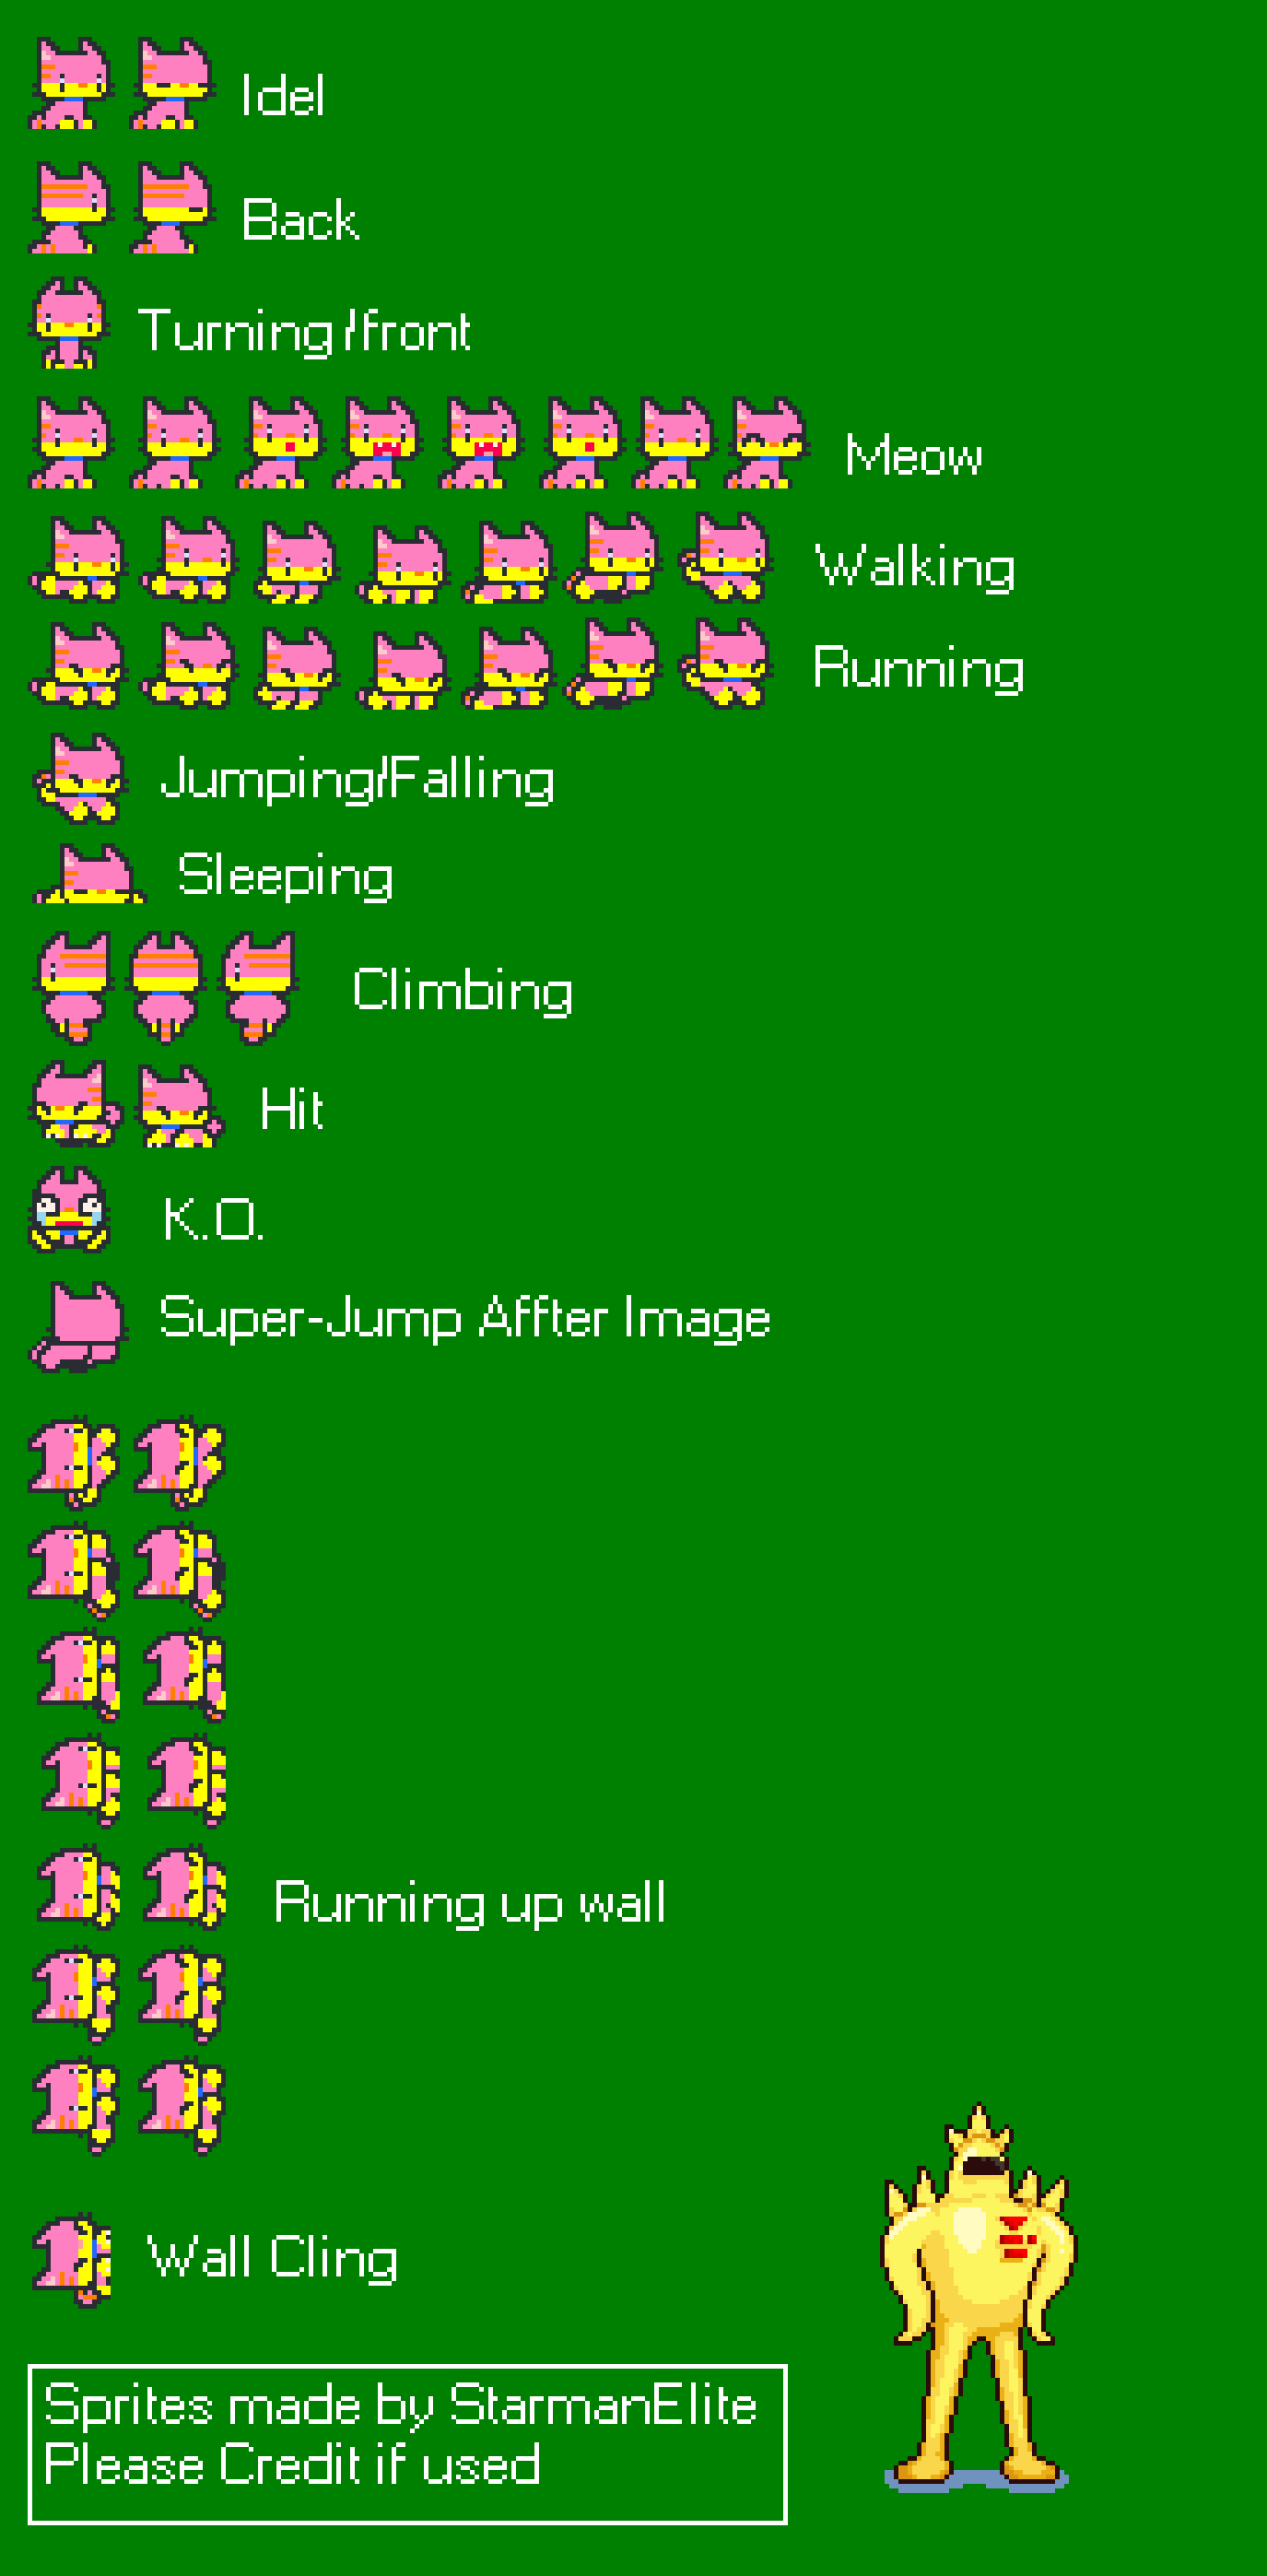 Idel
Back
Turning/front
Meow
Walking
Running
Jumping/Falling
Sleeping
Climbing
Hit
K.O.
Super-Jump Affter Image
Running up wall
Wall Cling
Sprites made by StarmanElite
Please Credit if used